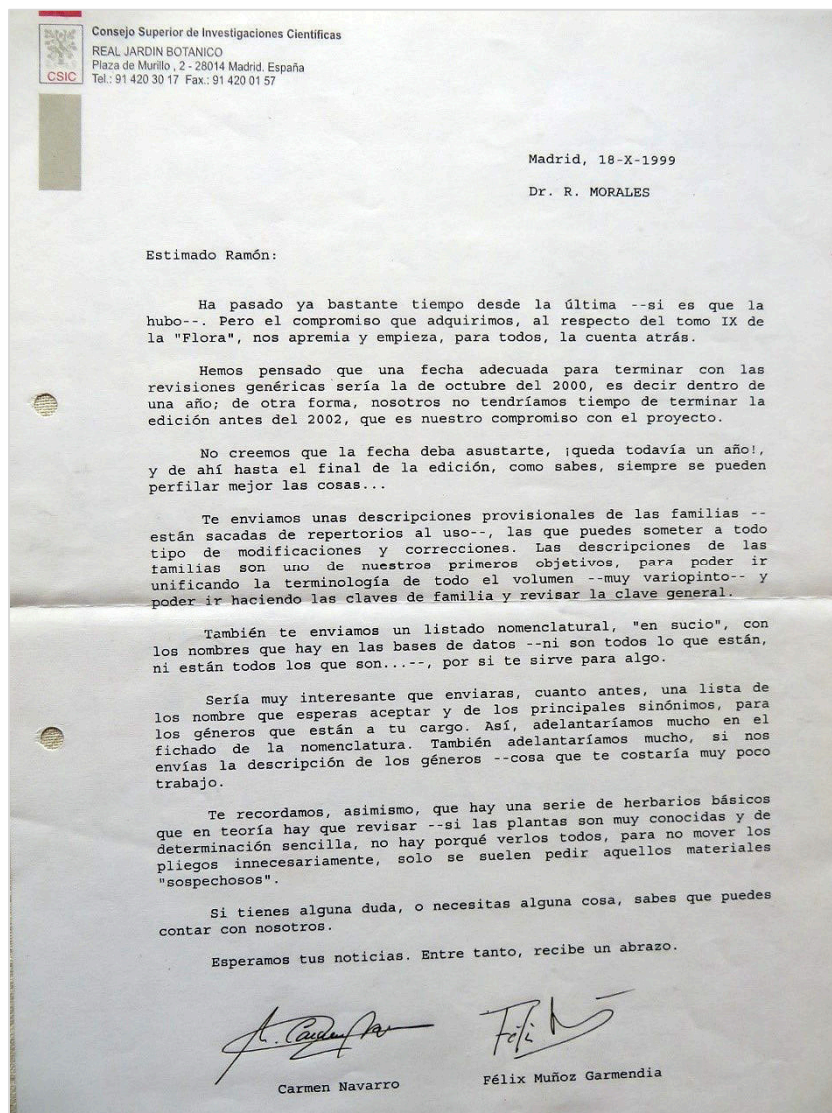 Consejo Superior de Investigaciones Científicas
REAL JARDIN BOTANICO
Plaza de Murillo , 2 - 28014 Madrid. España
Tel.: 91 420 30 17 Fax.: 91 420 01 57
CSIC
Madrid, 18-X-1999
Dr. R. MORALES
Estimado Ramón:
Ha pasado ya bastante tiempo desde la última --si es que la
hubo--. Pero el compromiso que adquirimos, al respecto del tomo IX de
la "Flora", nos apremia y empieza, para todos, la cuenta atrás.
Hemos pensado que una fecha adecuada para terminar con las
revisiones genéricas sería la de octubre del 2000, es decir dentro de
una año; de otra forma, nosotros no tendríamos tiempo de terminar la
edición antes del 2002, que es nuestro compromiso con el proyecto.
No creemos que la fecha deba asustarte, ¡queda todavía un año!,
y de ahí hasta el final de la edición, como sabes, siempre se pueden
perfilar mejor las cosas...
Te enviamos unas descripciones provisionales de las familias --
están sacadas de repertorios al uso--, las que puedes someter a todo
tipo de modificaciones y correcciones. Las descripciones de las
familias son uno de nuestros primeros objetivos, para poder ir
unificando la terminología de todo el volumen --muy variopinto-- y
poder ir haciendo las claves de familia y revisar la clave general.
También te enviamos un listado nomenclatural, "en sucio", con
los nombres que hay en las bases de datos --ni son todos lo que están,
ni están todos los que son...--, por si te sirve para algo.
Sería muy interesante que enviaras, cuanto antes, una lista de
los nombre que esperas aceptar y de los principales sinónimos, para
los géneros que están a tu cargo. Así, adelantaríamos mucho en el
fichado de la nomenclatura. También adelantaríamos mucho, si nos
envías la descripción de los géneros --cosa que te costaría muy poco
trabajo.
Te recordamos, asimismo, que hay una serie de herbarios básicos
que en teoría hay que revisar --si las plantas son muy conocidas y de
determinación sencilla, no hay porqué verlos todos, para no mover los
pliegos innecesariamente, solo se suelen pedir aquellos materiales
"sospechosos".
Si tienes alguna duda, o necesitas alguna cosa, sabes que puedes
contar con nosotros.
Esperamos tus noticias. Entre tanto, recibe un abrazo.
Carmen Navarro
Félix Muñoz Garmendia